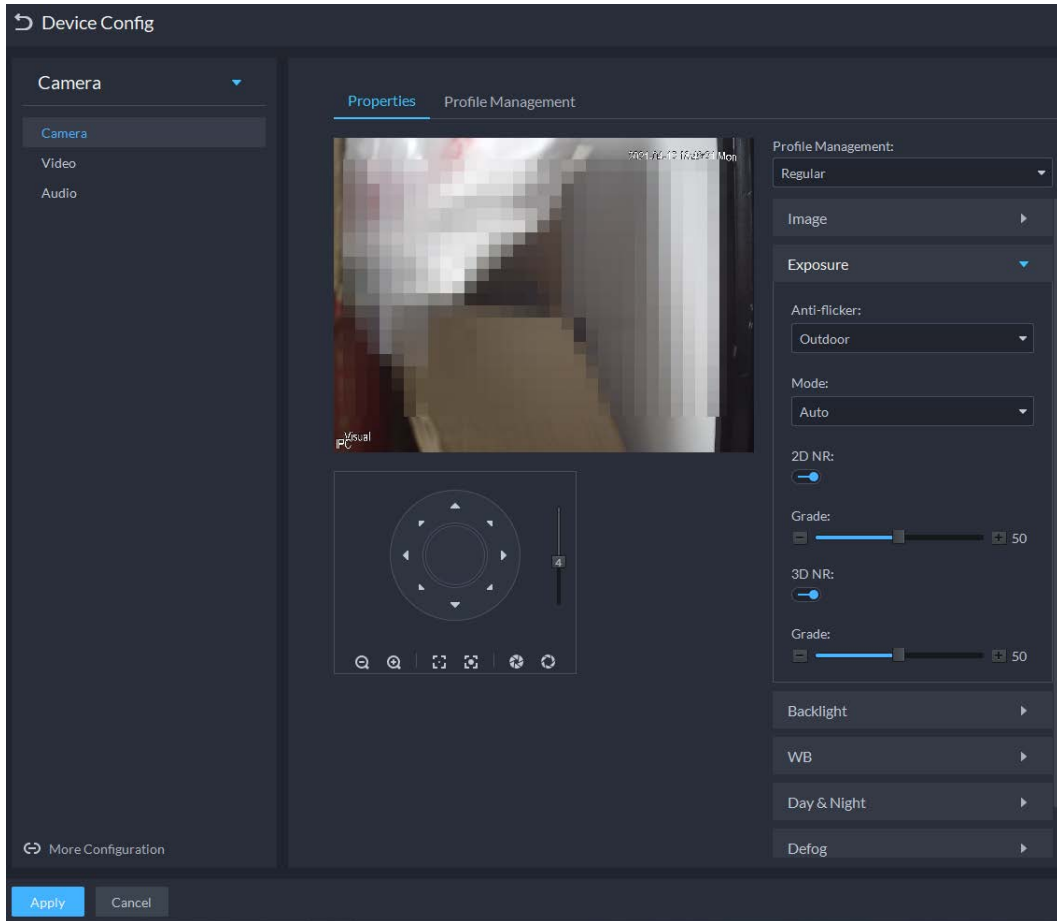 Device Config
Camera
Camera
Video
Audio
More Configuration
Properties
Profile Management
Mon
Visual
IPC
4
Profile Management:
Regular
Image
Exposure
Anti-flicker:
Outdoor
Mode:
Auto
2D NR:
Grade:
50
3D NR:
Grade:
50
Backlight
WB
Day & Night
Defog
Apply
Cancel